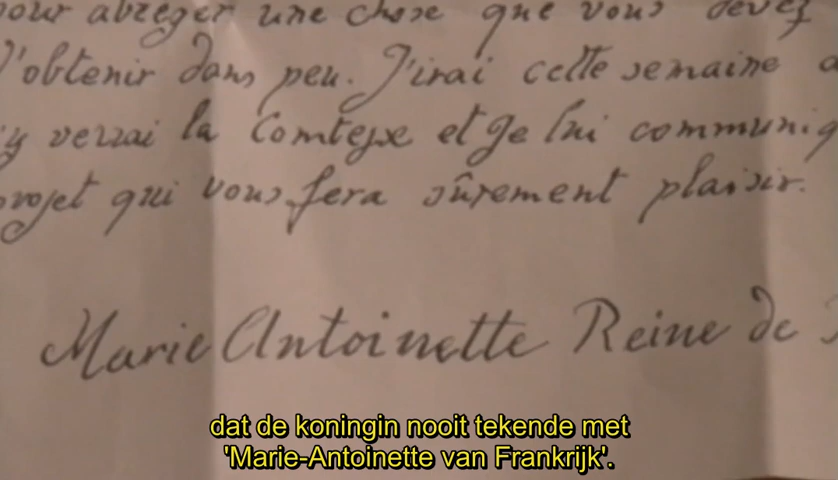 pour abréger une chose que vous devez
l'obtenir dans peu. J'irai cette semaine
y verrai la Comtesse et Je lui
projet qui vous fera sûrement plaisir.
Marie Antoinette Reine de
dat de koningin nooit tekende met
'Marie-Antoinette van Frankrijk'.